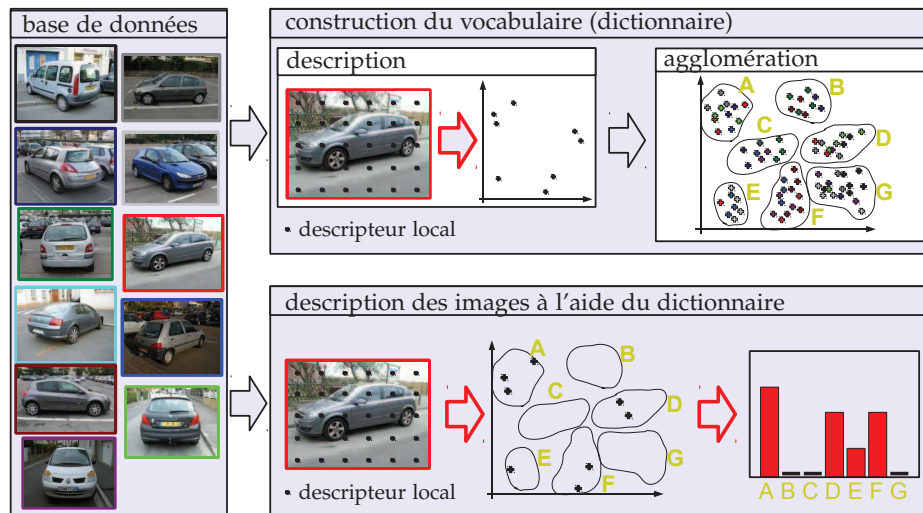 base de données
construction du vocabulaire (dictionnaire)
description
agglomération
A
B
C
D
E
F
G
• descripteur local
description des images à l'aide du dictionnaire
A
B
C
D
E
F
G
• descripteur local
A B C D E F G